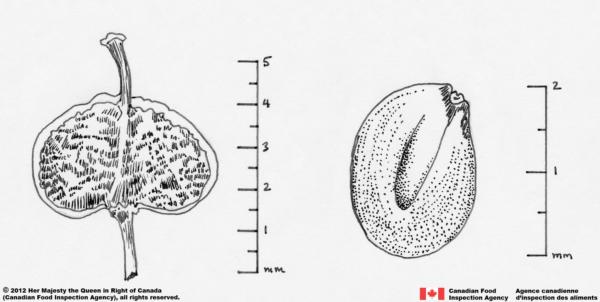 5
4
3
2
1
mm
2
1
mm
© 2012 Her Majesty the Queen in Right of Canada
(Canadian Food Inspection Agency), all rights reserved.
Canadian Food
Inspection Agency
Agence canadienne
d'inspection des aliments